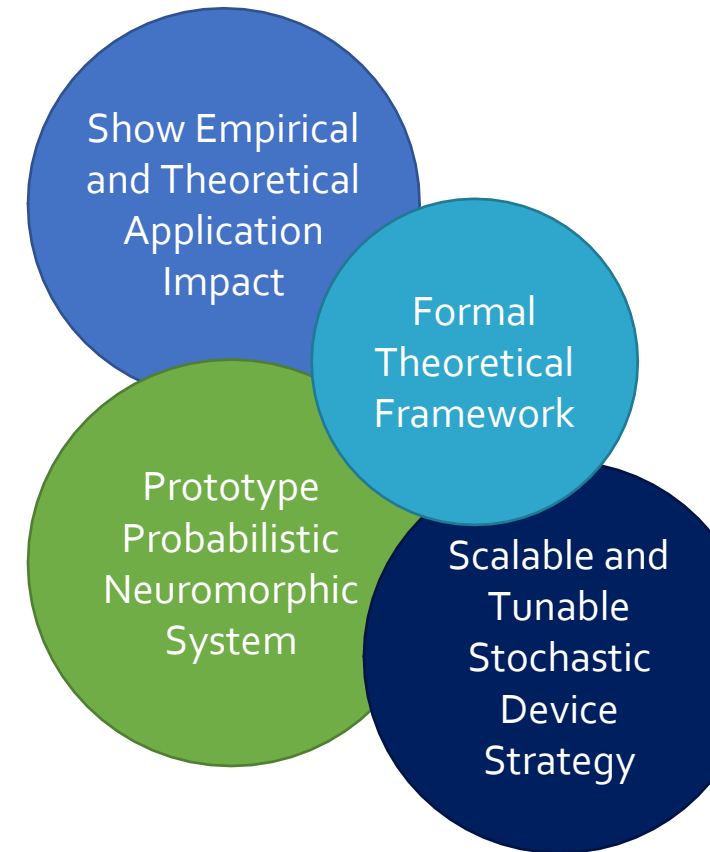 Show Empirical
and Theoretical
Application
Impact
Formal
Theoretical
Framework
Prototype
Probabilistic
Neuromorphic
System
Scalable and
Tunable
Stochastic
Device
Strategy